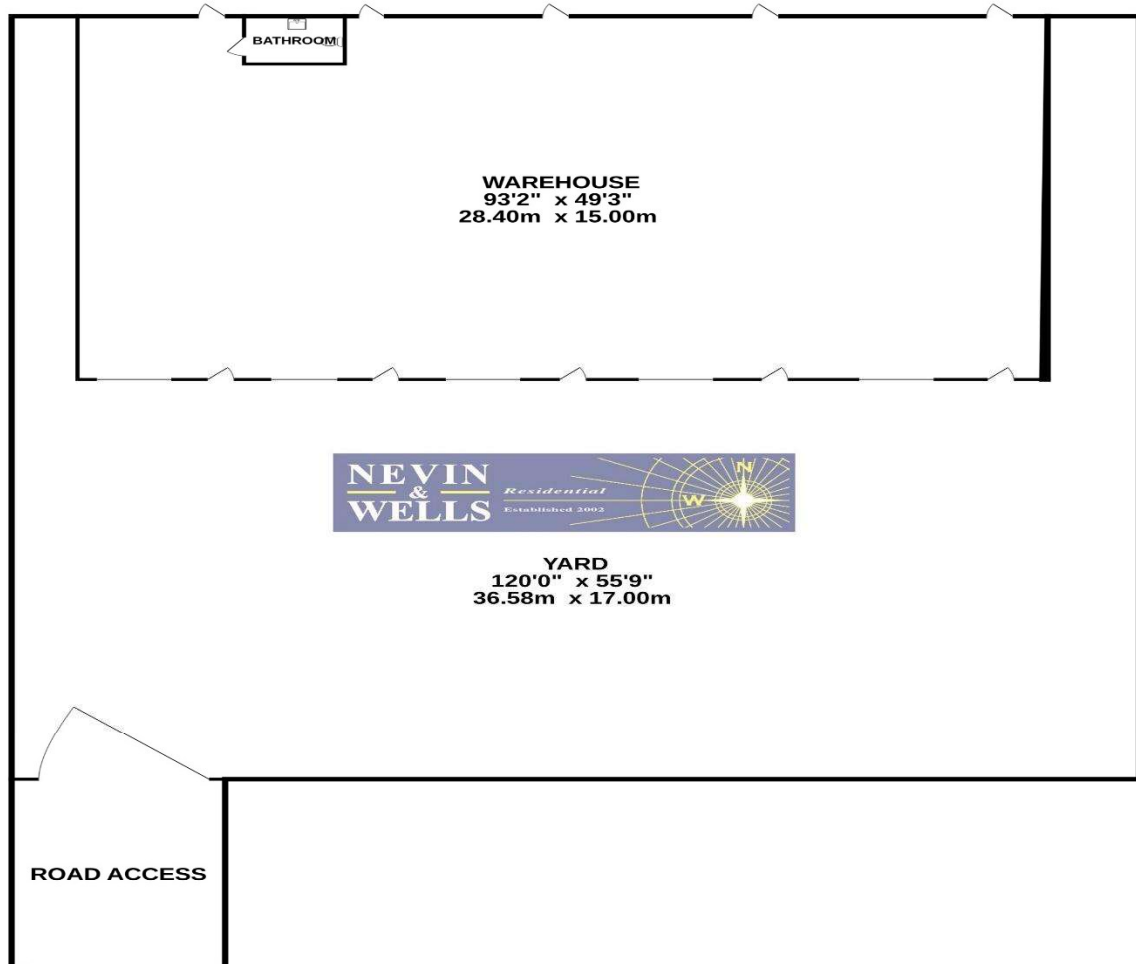 BATHROOM
WAREHOUSE
93'2" x 49'3"
28.40m x 15.00m
NEVIN
&
WELLS
Residential
Established 2002
N
W
YARD
120'0" x 55'9"
36.58m x 17.00m
ROAD ACCESS